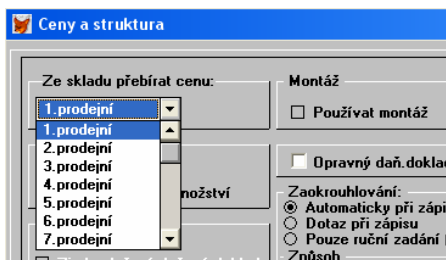 Ceny a struktura
Ze skladu přebírat cenu:
1.prodejní
1.prodejní
2.prodejní
3.prodejní
4.prodejní
5.prodejní
6.prodejní
7.prodejní
nožství
Montáž
Používat montáž
Opravný daň.doklad
Zaokrouhlování:
Automaticky při zápi
Dotaz při zápisu
Pouze ruční zadání
Způsob